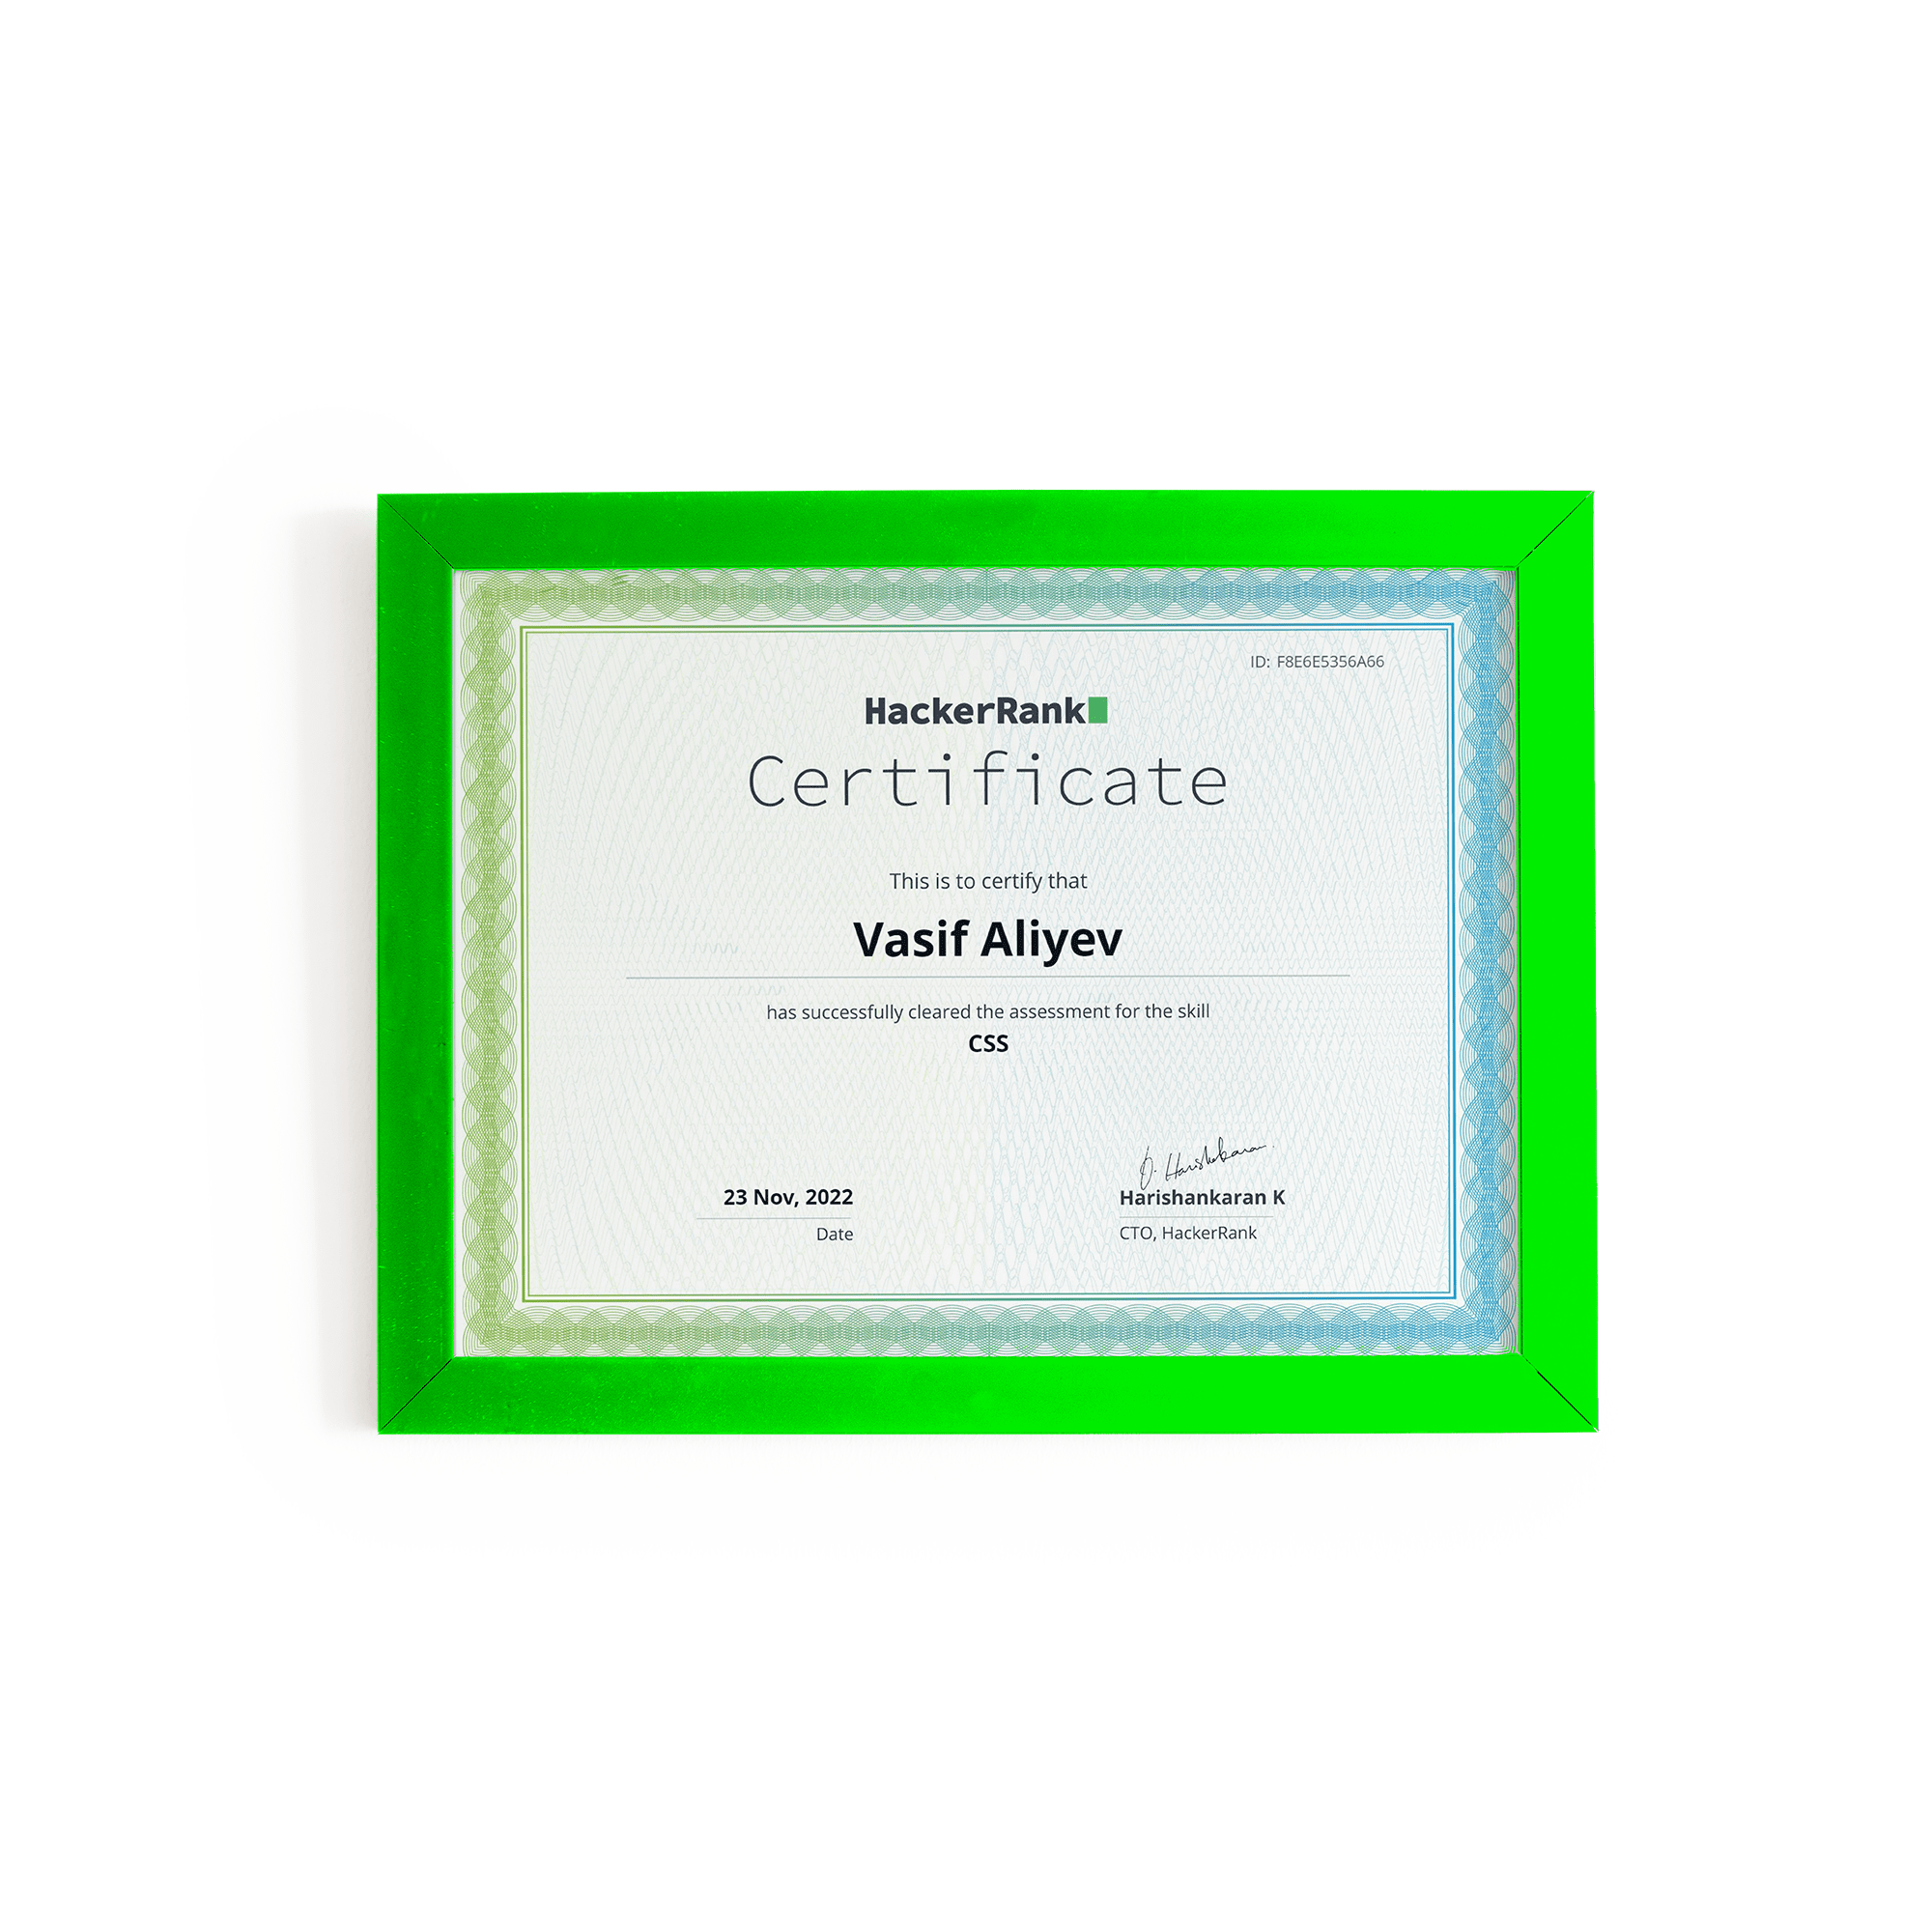 ID: F8E6E5356A66
HackerRank
Certificate
This is to certify that
Vasif Aliyev
has successfully cleared the assessment for the skill
CSS
23 Nov, 2022
Date
Harishankaran K
CTO, HackerRank